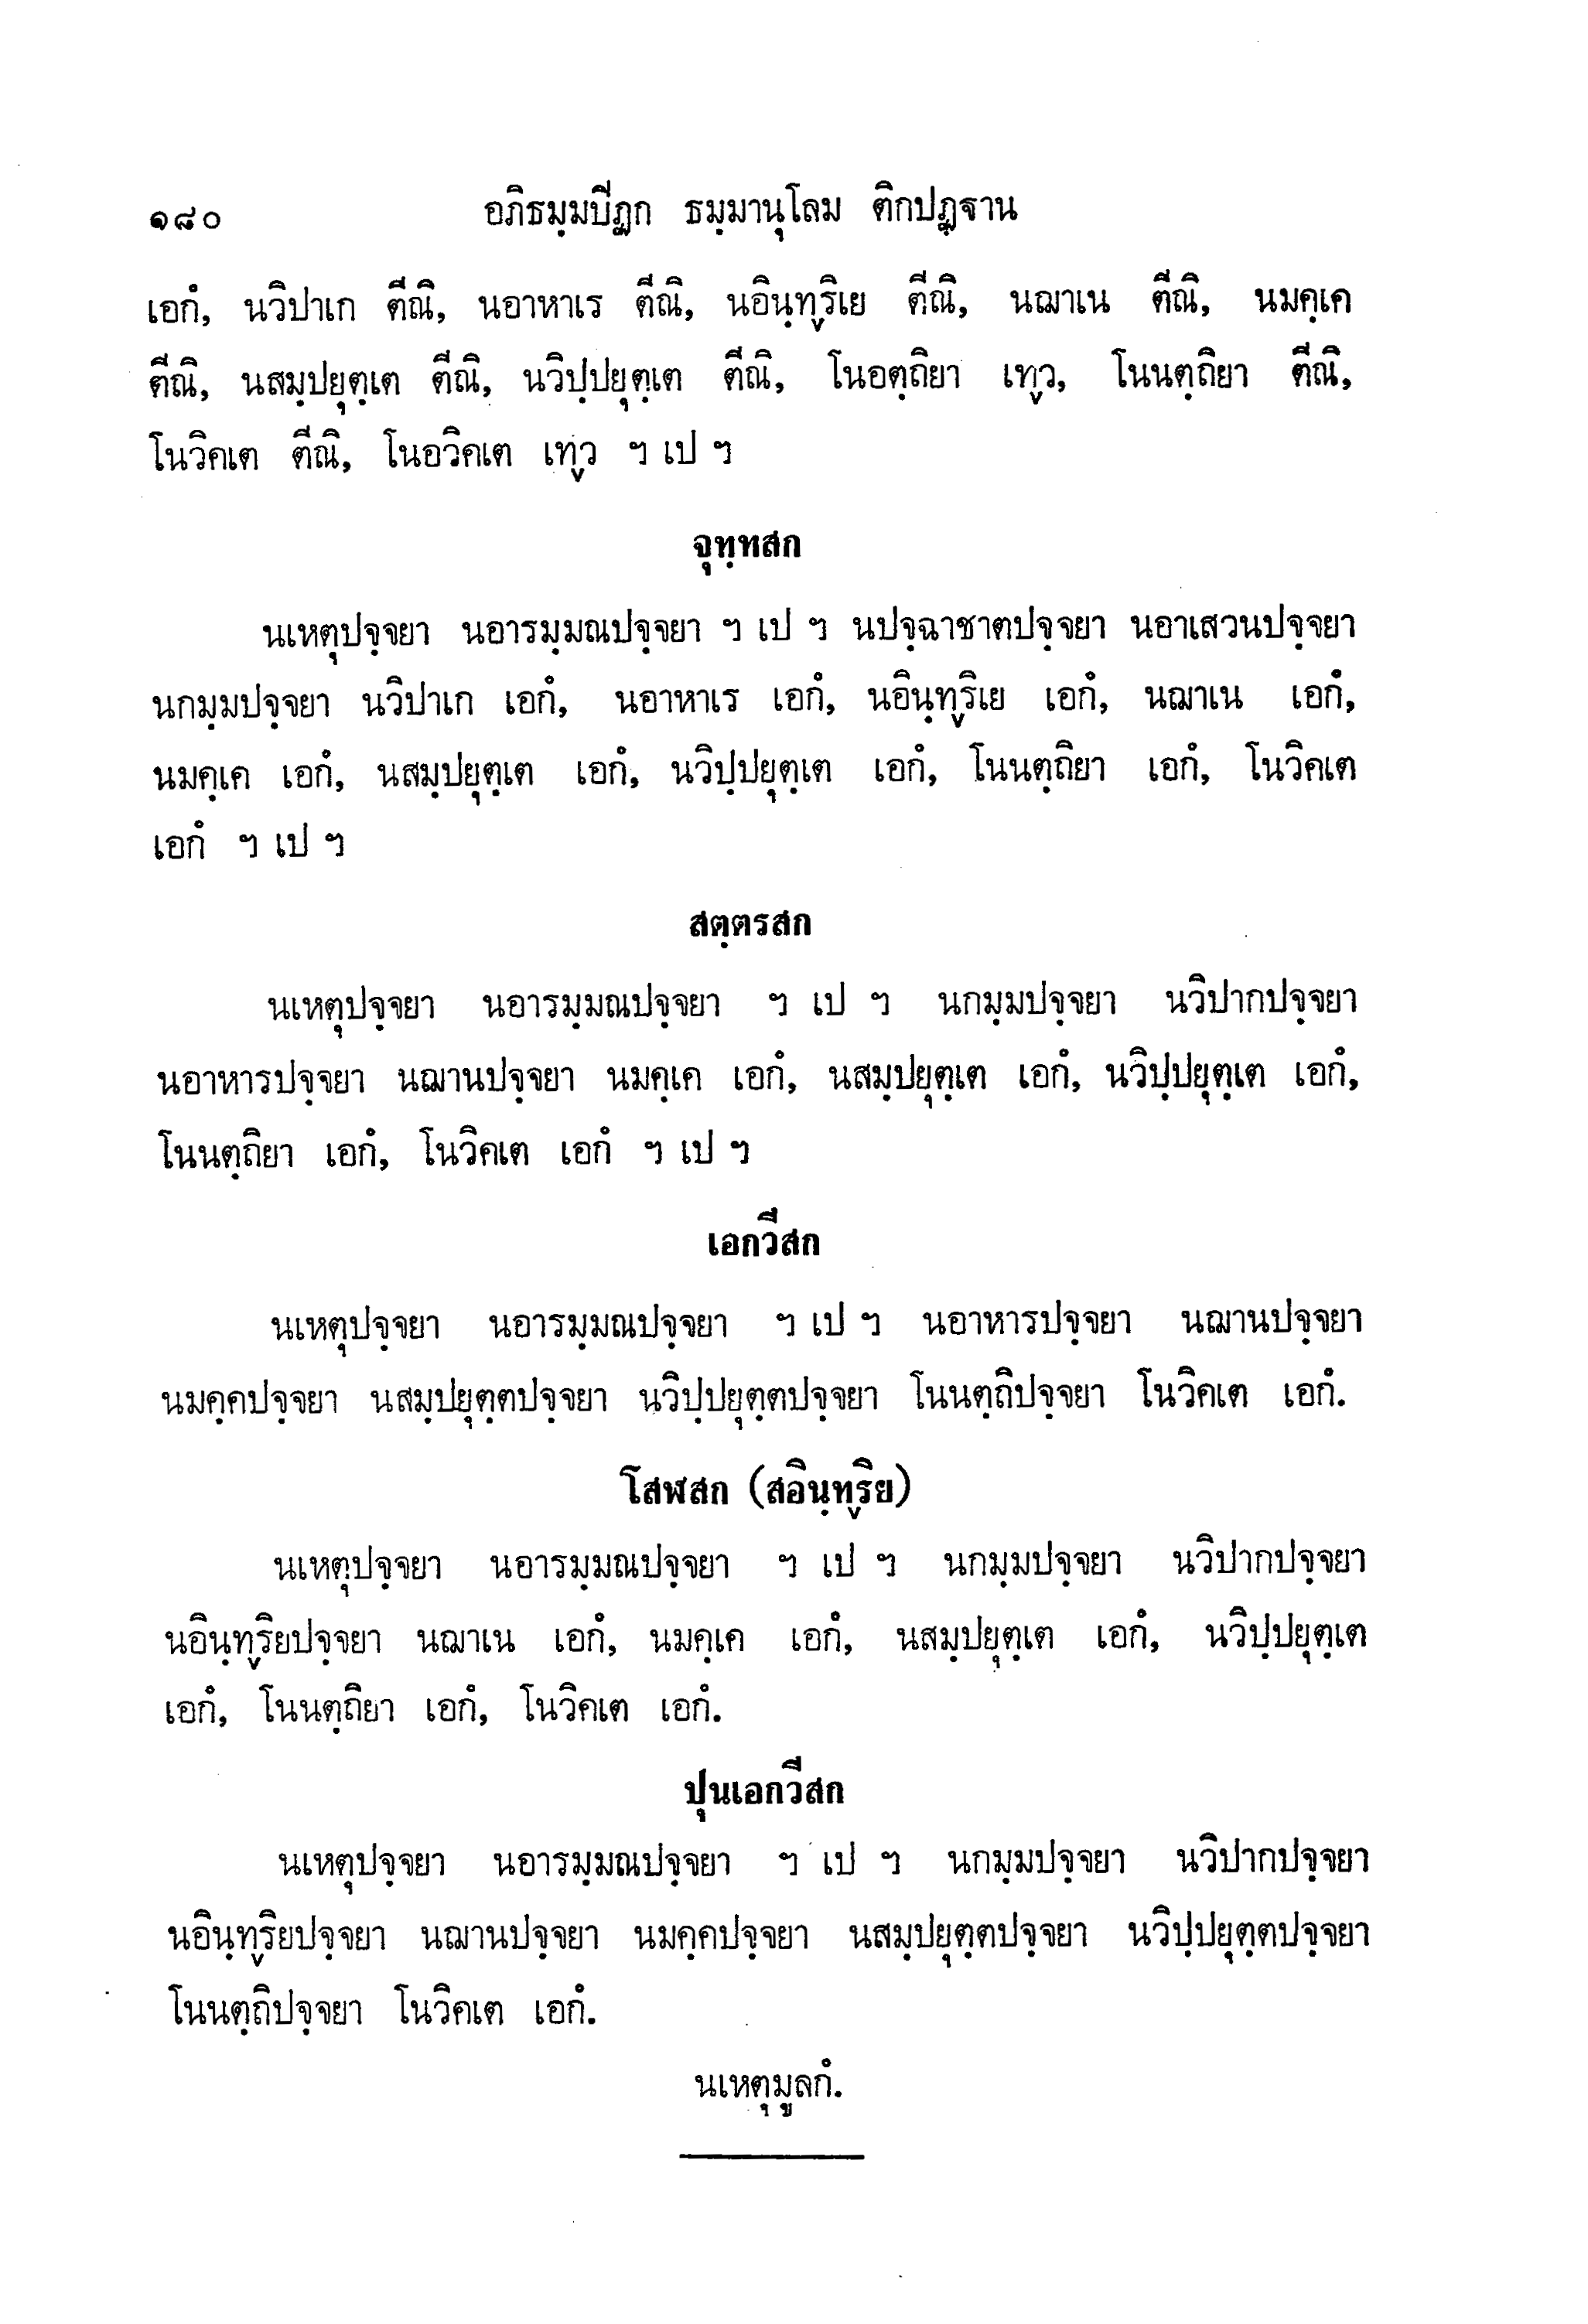 ๑๘๐ อภิธมฺมปีฏก ธมฺมานุโลม ติกปฏฺฐาน
เอกํ, นวิปาเก ตีณิ, นอาหาเร ตีณิ, นอินฺทฺริเย ตีณิ, นฌาเน ตีณิ, นมคฺเค
ตีณิ, นสมฺปยุตฺเต ตีณิ, นวิปฺปยุตฺเต ตีณิ, โนอตฺถิยา เทฺว, โนนตฺถิยา ตีณิ,
โนวิคเต ตีณิ, โนอวิคเต เทฺว ฯ เป ฯ
จุทฺทสก
นเหตุปจฺจยา นอารมฺมณปจฺจยา ฯ เป ฯ นปจฺฉาชาตปจฺจยา นอาเสวนปจฺจยา
นกมฺมปจฺจยา นวิปาเก เอกํ, นอาหาเร เอกํ, นอินฺทฺริเย เอกํ, นฌาเน เอกํ,
นมคฺเค เอกํ, นสมฺปยุตฺเต เอกํ, นวิปฺปยุตฺเต เอกํ, โนนตฺถิยา เอกํ, โนวิคเต
เอกํ ฯ เป ฯ
สตฺตรสก
นเหตุปจฺจยา นอารมฺมณปจฺจยา ฯ เป ฯ นกมฺมปจฺจยา นวิปากปจฺจยา
นอาหารปจฺจยา นฌานปจฺจยา นมคฺเค เอกํ, นสมฺปยุตฺเต เอกํ, นวิปฺปยุตฺเต เอกํ,
โนนตฺถิยา เอกํ, โนวิคเต เอกํ ฯ เป ฯ
เอกวีสก
นเหตุปจฺจยา นอารมฺมณปจฺจยา ฯ เป ฯ นอาหารปจฺจยา นฌานปจฺจยา
นมคฺคปจฺจยา นสมฺปยุตฺตปจฺจยา นวิปฺปยุตฺตปจฺจยา โนนตฺถิปจฺจยา โนวิคเต เอกํ.
โสฬสก (สอินฺทฺริย)
นเหตุปจฺจยา นอารมฺมณปจฺจยา ฯ เป ฯ นกมฺมปจฺจยา นวิปากปจฺจยา
นอินฺทฺริยปจฺจยา นฌาเน เอกํ, นมคฺเค เอกํ, นสมฺปยุตฺเต เอกํ, นวิปฺปยุตฺเต
เอกํ, โนนตฺถิยา เอกํ, โนวิคเต เอกํ.
ปุนเอกวีสก
นเหตุปจฺจยา นอารมฺมณปจฺจยา ฯ เป ฯ นกมฺมปจฺจยา นวิปากปจฺจยา
นอินฺทฺริยปจฺจยา นฌานปจฺจยา นมคฺคปจฺจยา นสมฺปยุตฺตปจฺจยา นวิปฺปยุตฺตปจฺจยา
โนนตฺถิปจฺจยา โนวิคเต เอกํ.
นเหตุมูลกํ.